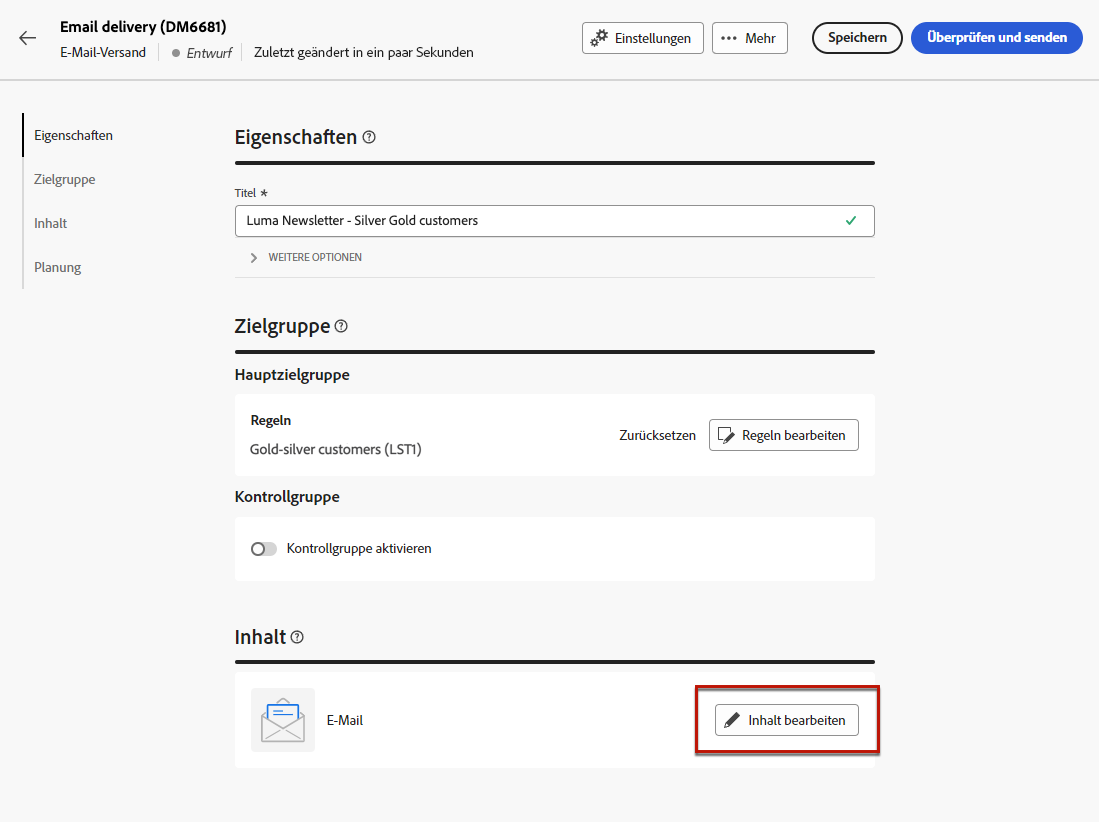 Email delivery (DM6681)
E-Mail-Versand
Entwurf
Zuletzt geändert in ein paar Sekunden
Einstellungen
Mehr
Speichern
Überprüfen und senden
Eigenschaften
Zielgruppe
Inhalt
Planung
Eigenschaften
Titel *
Luma Newsletter - Silver Gold customers
WEITERE OPTIONEN
Zielgruppe
Hauptzielgruppe
Regeln
Gold-silver customers (LST1)
Zurücksetzen
Regeln bearbeiten
Kontrollgruppe
Kontrollgruppe aktivieren
Inhalt
E-Mail
Inhalt bearbeiten